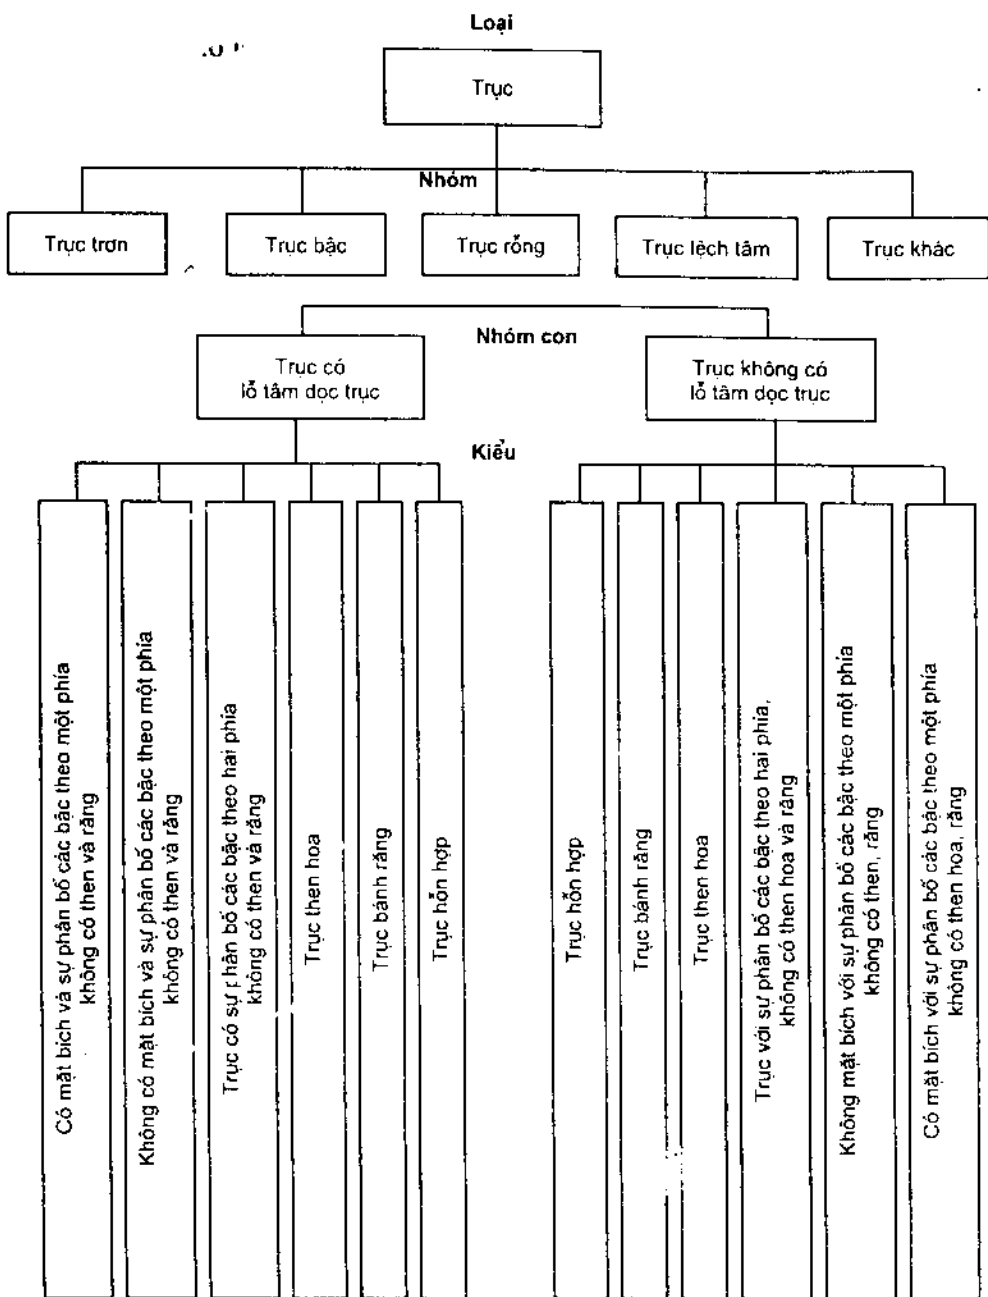 Loại
Trục
Nhóm
Trục trơn
Trục bậc
Trục rỗng
Trục lệch tâm
Trục khác
Nhóm con
Trục có
lỗ tâm dọc trục
Trục không có
lỗ tâm dọc trục
Kiểu
Có mặt bích và sự phân bố các bậc theo một phía
không có then và răng
Không có mặt bích và sự phân bố các bậc theo một phía
không có then và răng
Trục có sự phân bố các bậc theo hai phía
không có then và răng
Trục then hoa
Trục bánh răng
Trục hỗn hợp
Trục hỗn hợp
Trục bánh răng
Trục then hoa
Trục với sự phân bố các bậc theo hai phía,
không có then hoa và răng
Không mặt bích với sự phân bố các bậc theo một phía
không có then, răng
Có mặt bích với sự phân bố các bậc theo một phía
không có then hoa, răng